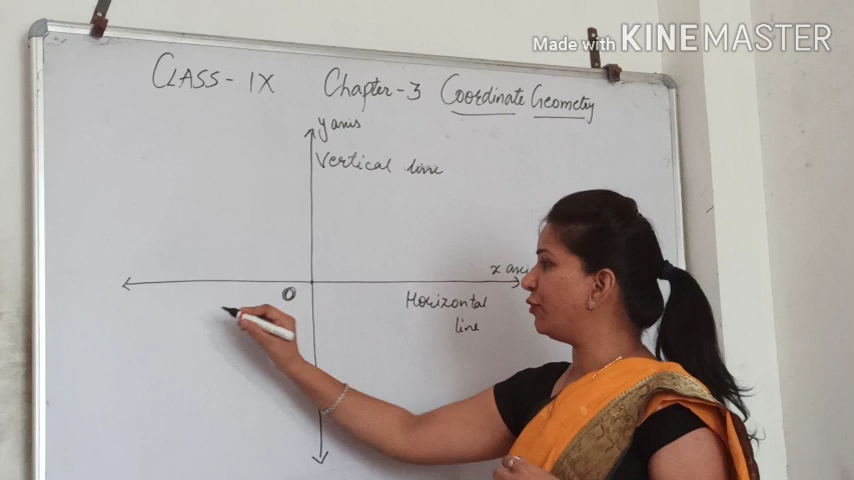 Made with KINEMASTER
CLASS - IX Chapter - 3 Coordinate Geometry
y axis
Vertical line
x axis
O
Horizontal
line